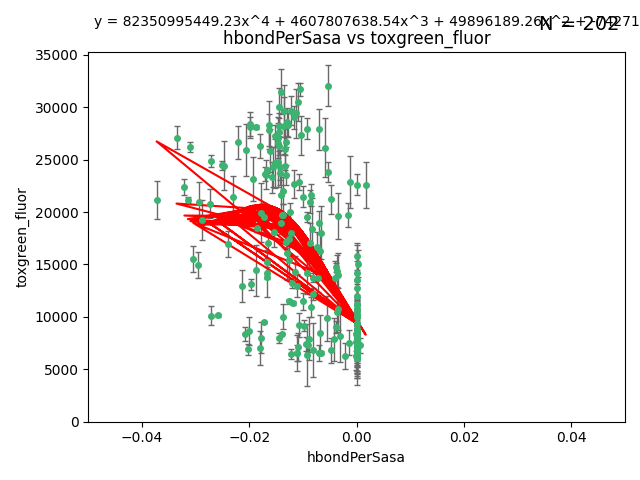 y = 82350995449.23x^4 + 4607807638.54x^3 + 49896189.26x^2 + -74271
N = 202
hbondPerSasa vs toxgreen_fluor
35000
30000
25000
20000
15000
10000
5000
0
toxgreen_fluor
−0.04 −0.02 0.00 0.02 0.04
hbondPerSasa